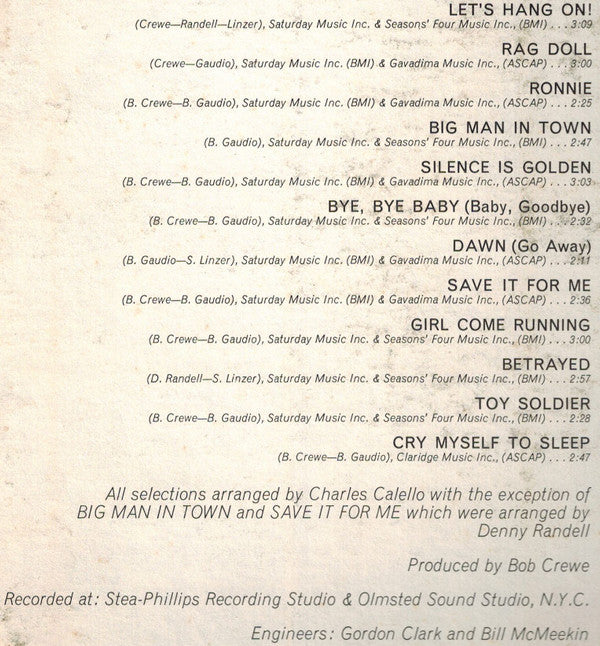 LET'S HANG ON!
(Crewe—Randell—Linzer), Saturday Music Inc. & Seasons' Four Music Inc., (BMI) . . . 3:09
RAG DOLL
(Crewe—Gaudio), Saturday Music Inc. (BMI) & Gavadima Music Inc., (ASCAP) . . . 3:00
RONNIE
(B. Crewe—B. Gaudio), Saturday Music Inc. (BMI) & Gavadima Music Inc., (ASCAP) . . . 2:25
BIG MAN IN TOWN
(B. Gaudio), Saturday Music Inc. & Seasons' Four Music Inc., (BMI) . . . 2:47
SILENCE IS GOLDEN
(B. Crewe—B. Gaudio), Saturday Music Inc. (BMI) & Gavadima Music Inc., (ASCAP) . . . 3:03
BYE, BYE BABY (Baby, Goodbye)
(B. Crewe—B. Gaudio), Saturday Music Inc. & Seasons' Four Music Inc., (BMI) . . . 2:32
DAWN (Go Away)
(B. Gaudio—S. Linzer), Saturday Music Inc. (BMI) & Gavadima Music Inc., (ASCAP) . . . 2:11
SAVE IT FOR ME
(B. Crewe—B. Gaudio), Saturday Music Inc. (BMI) & Gavadima Music Inc., (ASCAP) . . . 2:36
GIRL COME RUNNING
(B. Crewe—B. Gaudio), Saturday Music Inc. & Seasons' Four Music Inc., (BMI) . . . 3:00
BETRAYED
(D. Randell—S. Linzer), Saturday Music Inc. & Seasons' Four Music Inc., (BMI) . . . 2:57
TOY SOLDIER
(B. Crewe—B. Gaudio), Saturday Music Inc. & Seasons' Four Music Inc., (BMI) . . . 2:28
CRY MYSELF TO SLEEP
(B. Crewe—B. Gaudio), Claridge Music Inc., (ASCAP) . . . 2:47
All selections arranged by Charles Calello with the exception of
BIG MAN IN TOWN and SAVE IT FOR ME which were arranged by
Denny Randell
Produced by Bob Crewe
Recorded at: Stea-Phillips Recording Studio & Olmsted Sound Studio, N.Y.C.
Engineers: Gordon Clark and Bill McMeekin